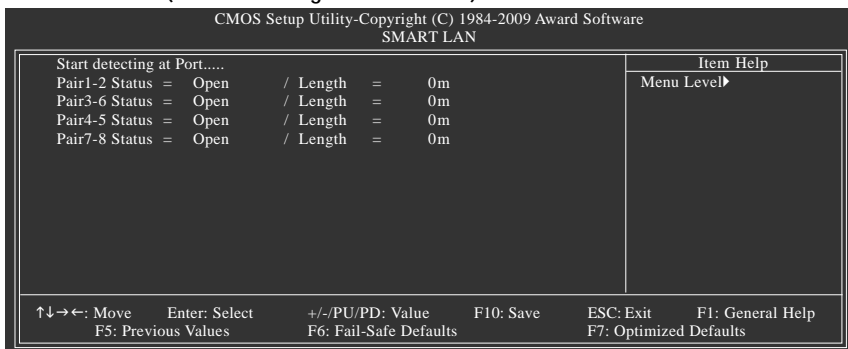 CMOS Setup Utility-Copyright (C) 1984-2009 Award Software
SMART LAN
Start detecting at Port.....
Pair1-2 Status = Open / Length = 0m
Pair3-6 Status = Open / Length = 0m
Pair4-5 Status = Open / Length = 0m
Pair7-8 Status = Open / Length = 0m
Item Help
Menu Level▶
↑↓→←: Move Enter: Select +/-/PU/PD: Value F10: Save ESC: Exit F1: General Help
F5: Previous Values F6: Fail-Safe Defaults F7: Optimized Defaults